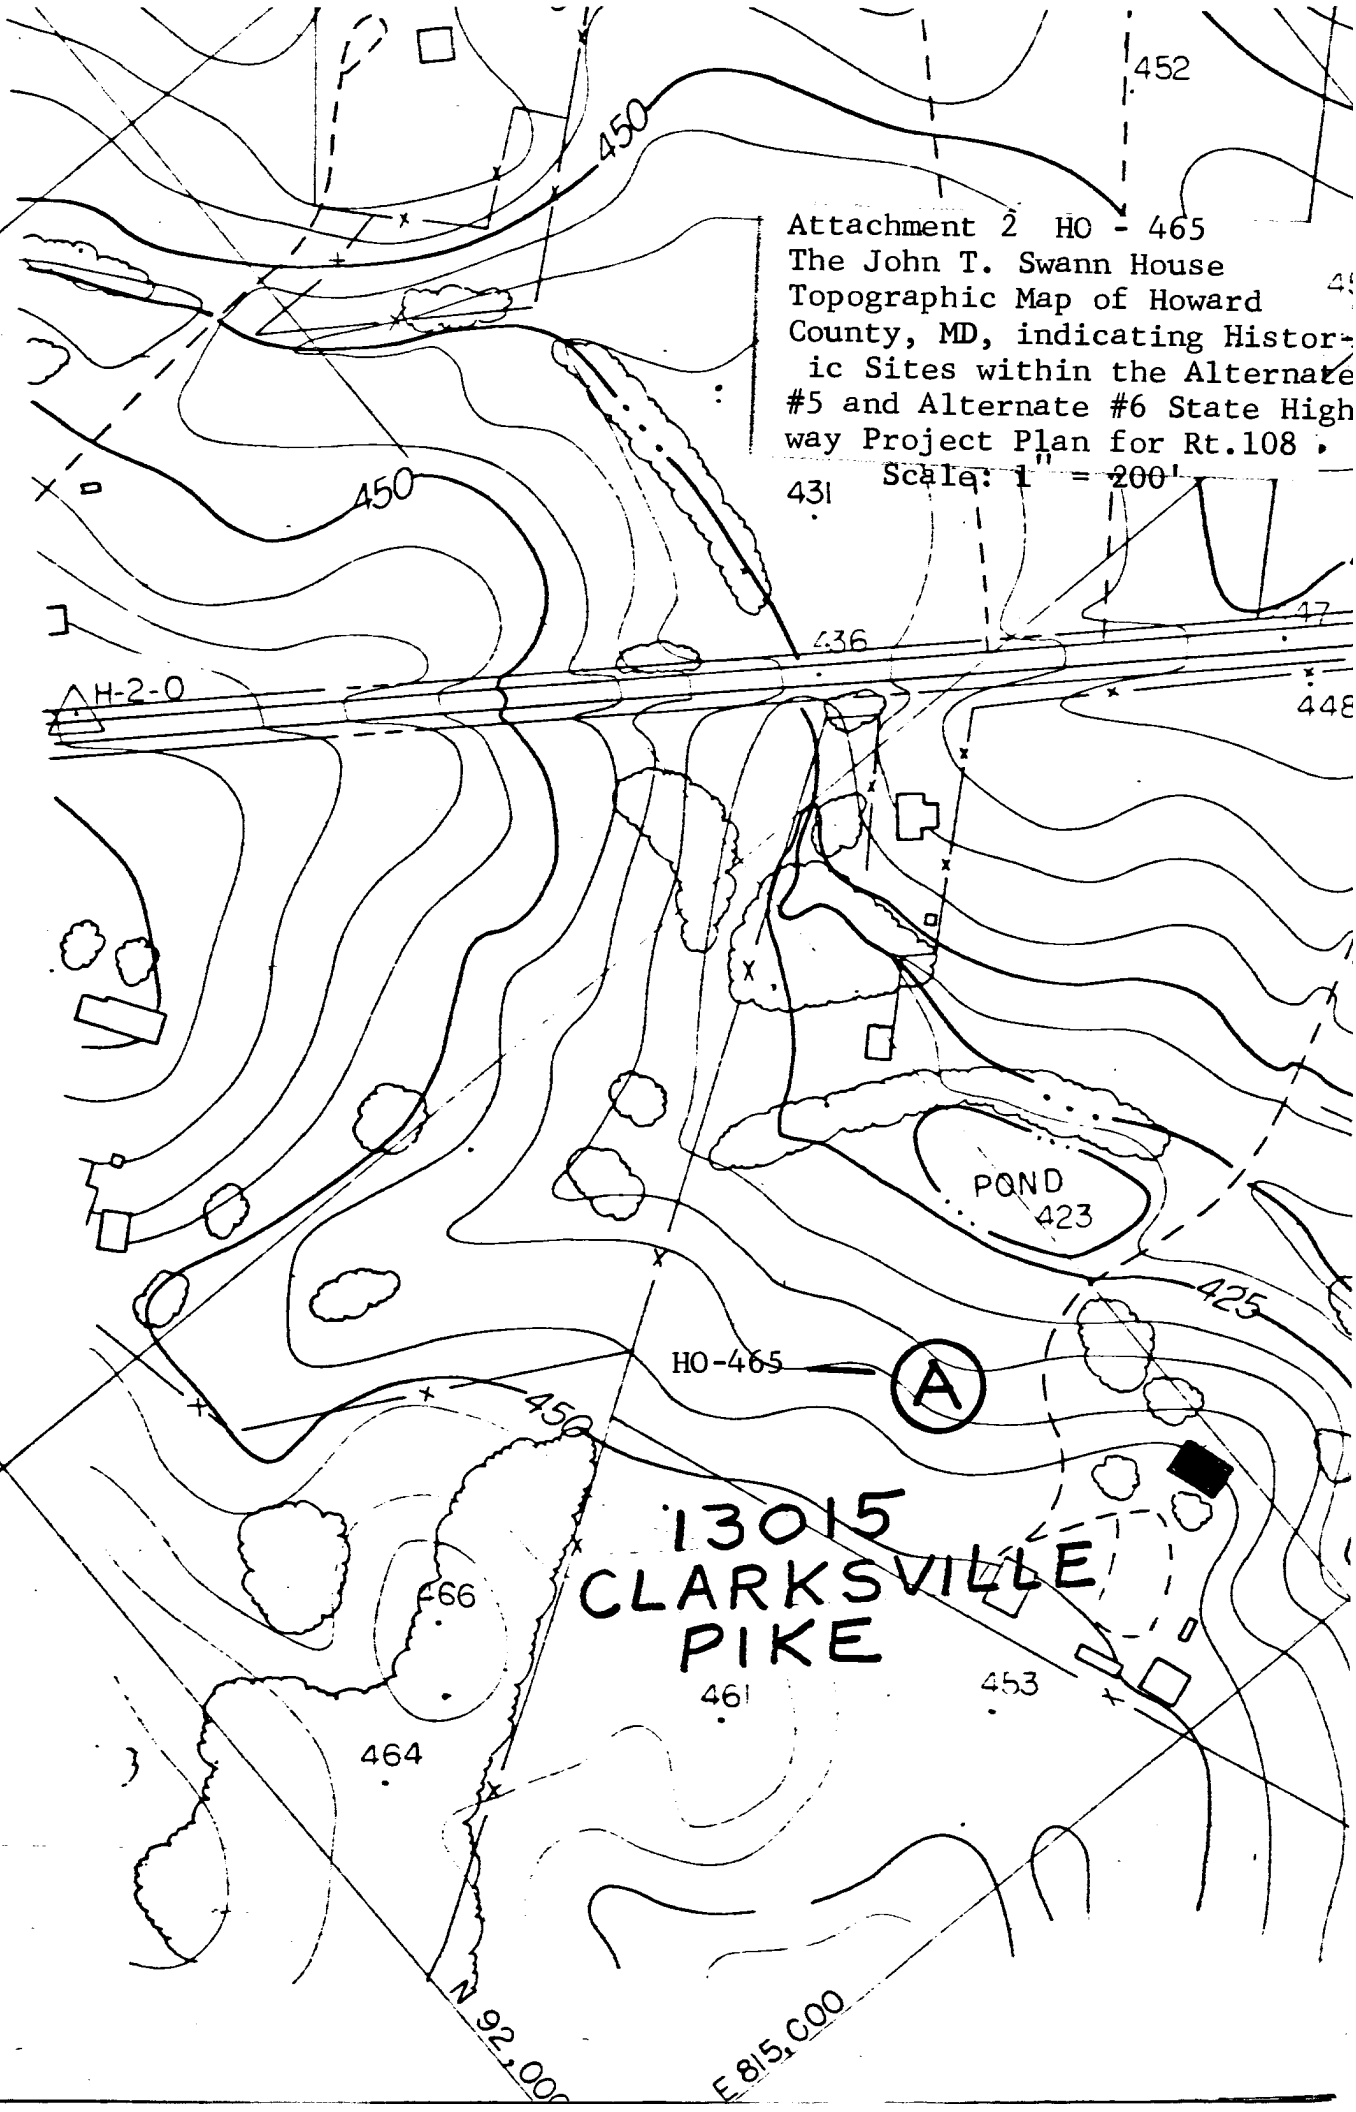 452
450
Attachment 2 HO - 465
The John T. Swann House
Topographic Map of Howard
County, MD, indicating Histor-
ic Sites within the Alternate
#5 and Alternate #6 State High
way Project Plan for Rt.108 .
Scale: 1" = 200'
450
431
436
47
H-2-0
448
POND
423
425
HO-465
A
450
13015
CLARKSVILLE
PIKE
466
461
453
464
N 92,000
E 815,000